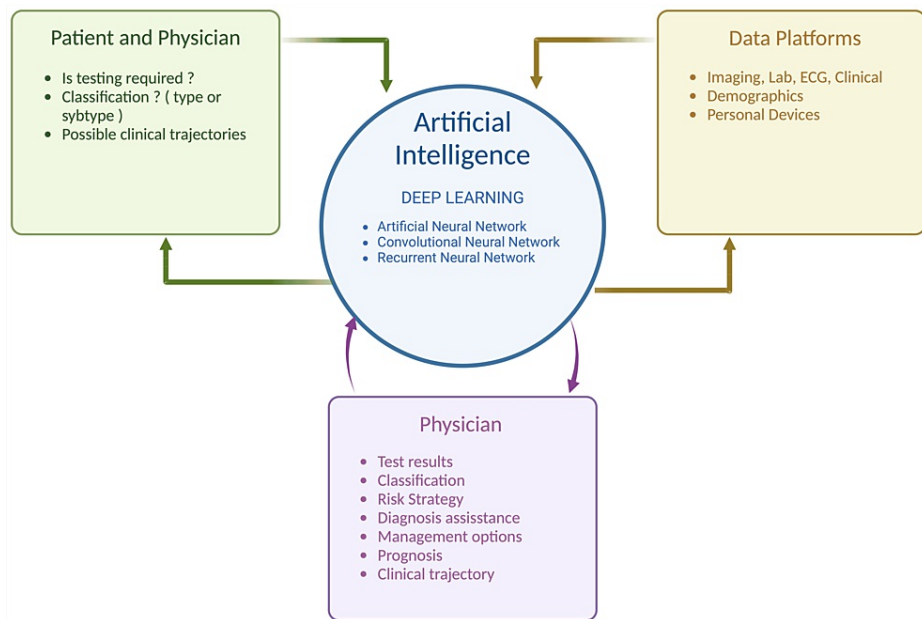 Patient and Physician
• Is testing required ?
• Classification ? ( type or
sybtype )
• Possible clinical trajectories
Artificial
Intelligence
DEEP LEARNING
• Artificial Neural Network
• Convolutional Neural Network
• Recurrent Neural Network
Data Platforms
• Imaging, Lab, ECG, Clinical
• Demographics
• Personal Devices
Physician
• Test results
• Classification
• Risk Strategy
• Diagnosis assisstance
• Management options
• Prognosis
• Clinical trajectory